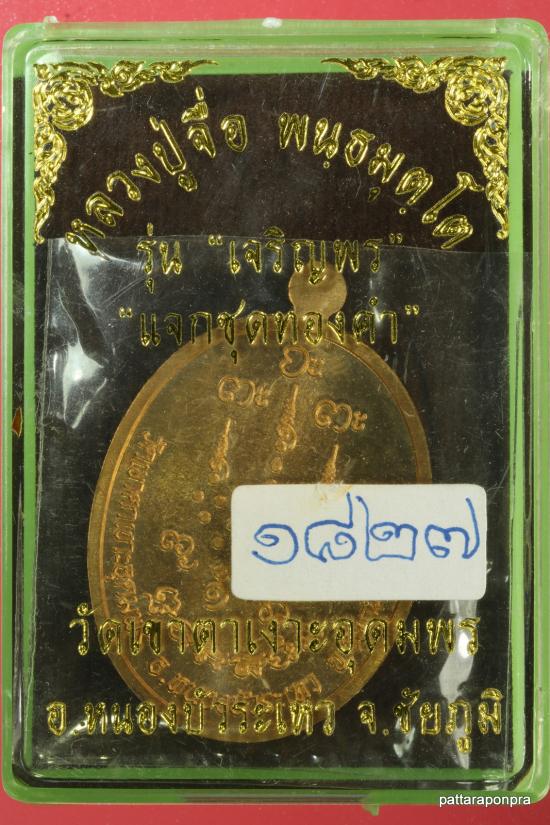 หลวงปู่จื่อ พนฺธมุตฺโต
รุ่น "เจริญพร"
"แจกชุดทองคำ"
๑๘๒๗
วัดเขาตาเงาะอุดมพร
อ.หนองบัวระเหว จ.ชัยภูมิ
pattaraponpra